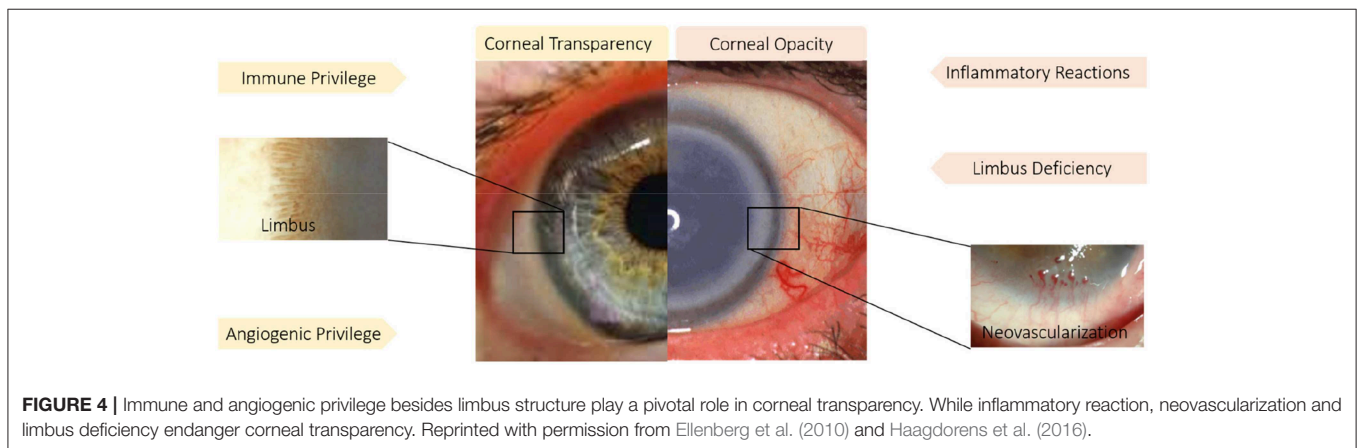 Corneal Transparency
Corneal Opacity
Immune Privilege
Inflammatory Reactions
Limbus Deficiency
Limbus
Neovascularization
Angiogenic Privilege
FIGURE 4 | Immune and angiogenic privilege besides limbus structure play a pivotal role in corneal transparency. While inflammatory reaction, neovascularization and
limbus deficiency endanger corneal transparency. Reprinted with permission from Ellenberg et al. (2010) and Haagdorens et al. (2016).